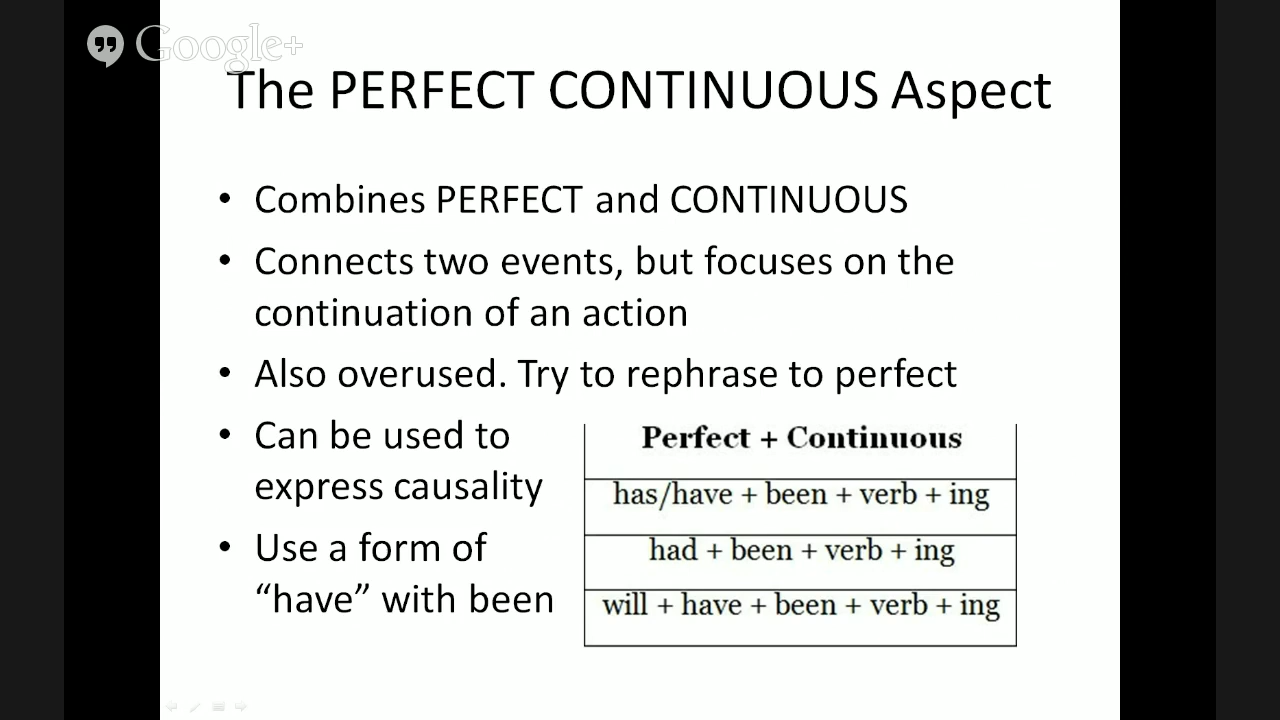 Google+
The PERFECT CONTINUOUS Aspect
• Combines PERFECT and CONTINUOUS
• Connects two events, but focuses on the
continuation of an action
• Also overused. Try to rephrase to perfect
• Can be used to
express causality
• Use a form of
“have” with been
Perfect + Continuous
has/have + been + verb + ing
had + been + verb + ing
will + have + been + verb + ing